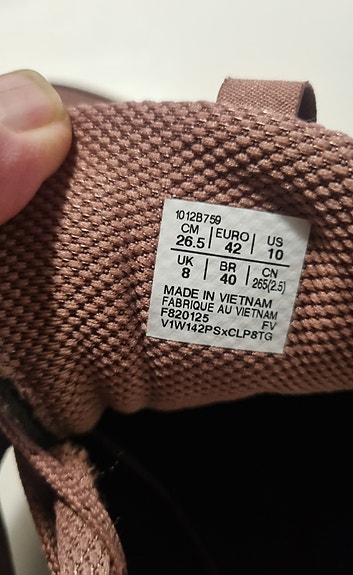 1012B759
CM EURO US
26.5 42 10
UK BR CN
8 40 265(2.5)
MADE IN VIETNAM
FABRIQUE AU VIETNAM
F820125 FV
V1W142PSxCLP8TG